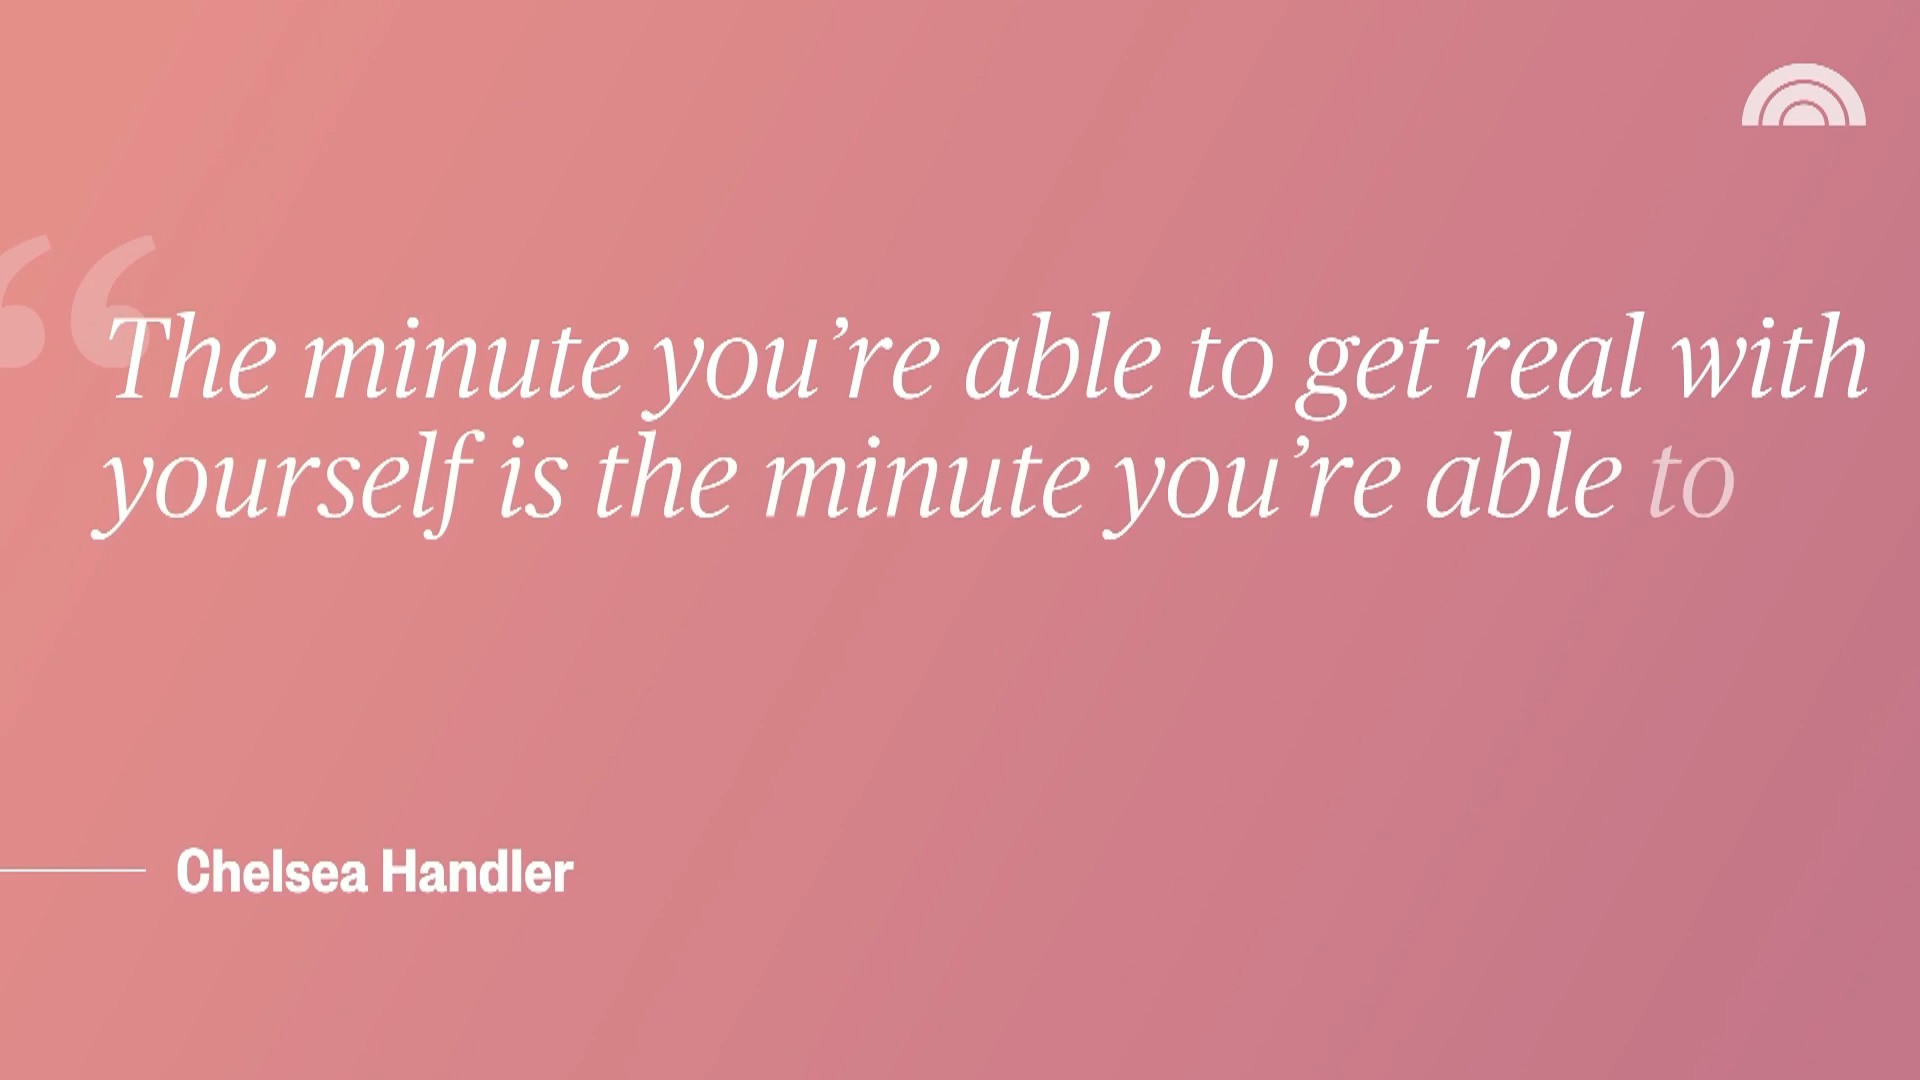 “The minute you’re able to get real with
yourself is the minute you’re able to
Chelsea Handler